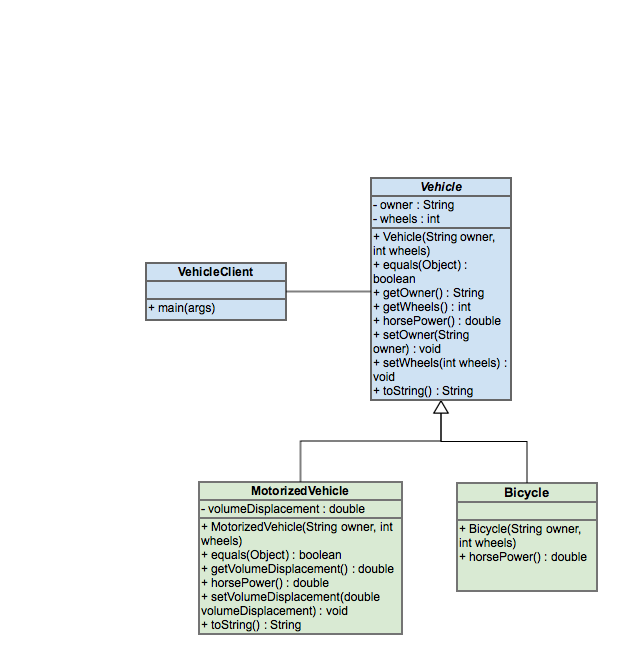 Vehicle
- owner : String
- wheels : int
+ Vehicle(String owner,
int wheels)
+ equals(Object) :
boolean
+ getOwner() : String
+ getWheels() : int
+ horsePower() : double
+ setOwner(String
owner) : void
+ setWheels(int wheels) :
void
+ toString() : String
VehicleClient
+ main(args)
MotorizedVehicle
- volumeDisplacement : double
+ MotorizedVehicle(String owner, int
wheels)
+ equals(Object) : boolean
+ getVolumeDisplacement() : double
+ horsePower() : double
+ setVolumeDisplacement(double
volumeDisplacement) : void
+ toString() : String
Bicycle
+ Bicycle(String owner,
int wheels)
+ horsePower() : double